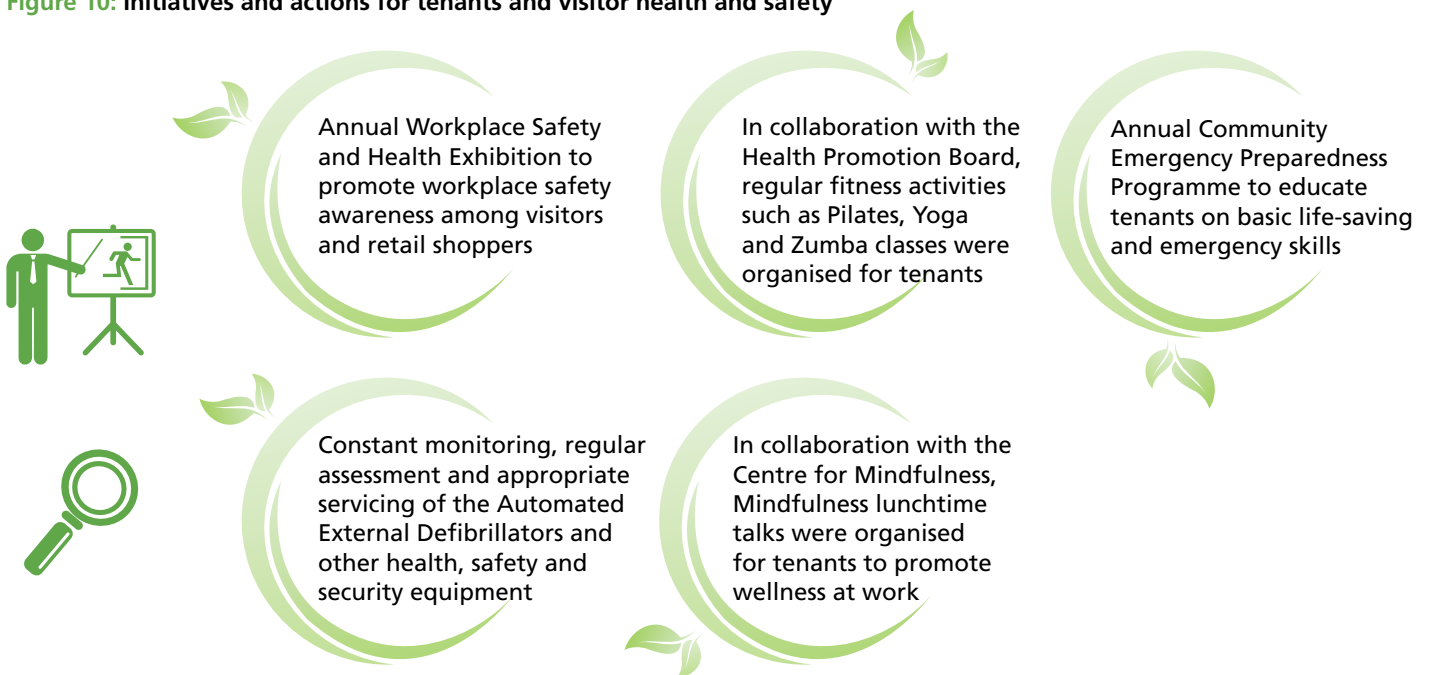 Figure 10: Initiatives and actions for tenants and visitor health and safety
Annual Workplace Safety
and Health Exhibition to
promote workplace safety
awareness among visitors
and retail shoppers
In collaboration with the
Health Promotion Board,
regular fitness activities
such as Pilates, Yoga
and Zumba classes were
organised for tenants
Annual Community
Emergency Preparedness
Programme to educate
tenants on basic life-saving
and emergency skills
Constant monitoring, regular
assessment and appropriate
servicing of the Automated
External Defibrillators and
other health, safety and
security equipment
In collaboration with the
Centre for Mindfulness,
Mindfulness lunchtime
talks were organised
for tenants to promote
wellness at work